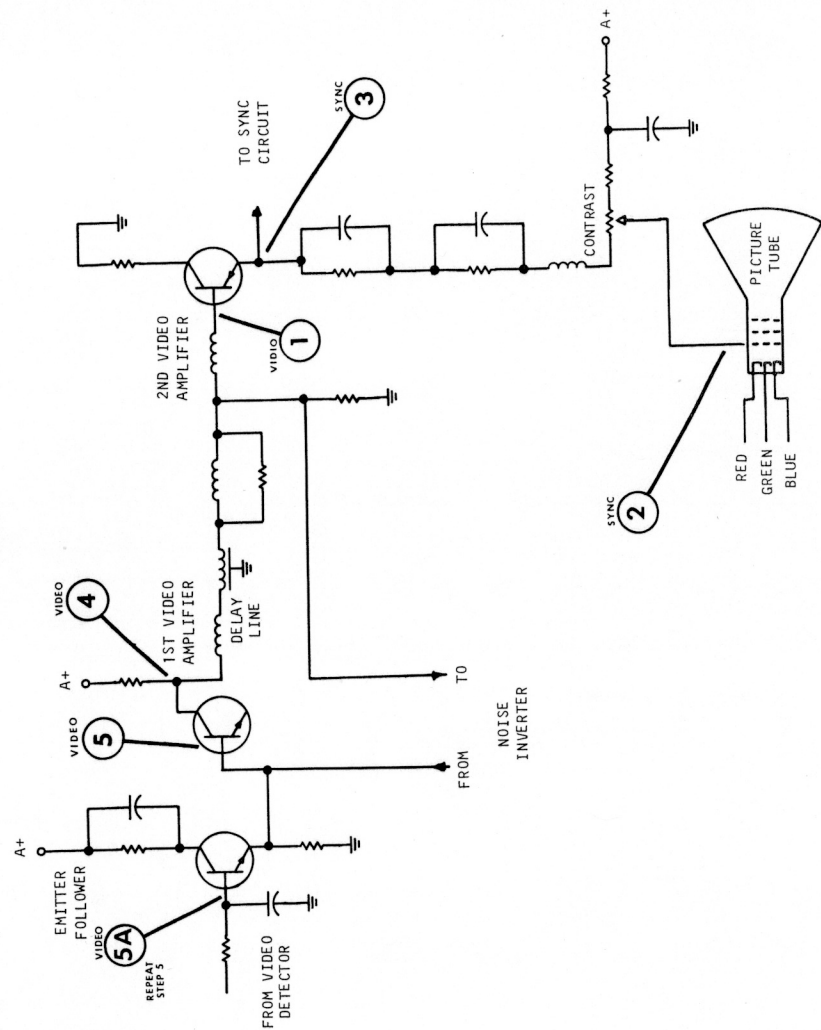 A+
EMITTER
FOLLOWER
VIDEO
5A
REPEAT
STEP 5
FROM VIDEO
DETECTOR
VIDEO
5
A+
VIDEO
4
1ST VIDEO
AMPLIFIER
DELAY
LINE
FROM
TO
NOISE
INVERTER
2ND VIDEO
AMPLIFIER
VIDIO
1
TO SYNC
CIRCUIT
SYNC
3
A+
CONTRAST
PICTURE
TUBE
SYNC
2
RED
GREEN
BLUE